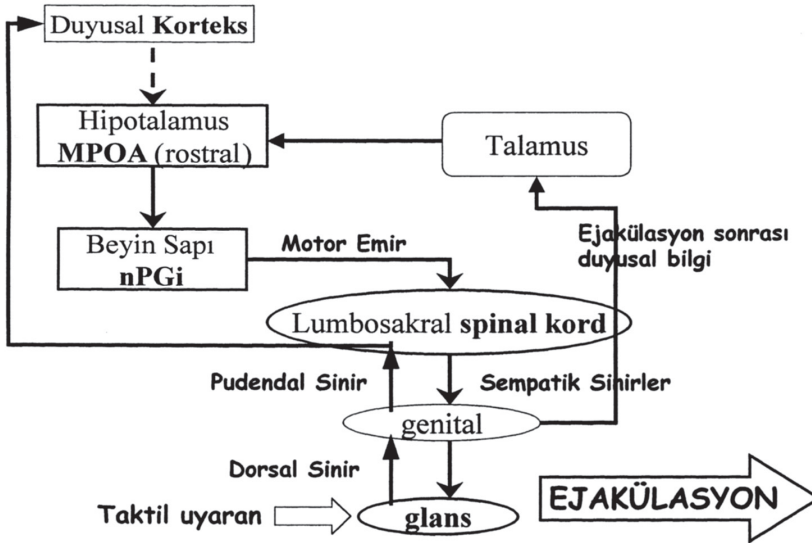 Duyusal Korteks
Hipotalamus
MPOA (rostral)
Talamus
Beyin Sapı
nPGi
Motor Emir
Ejakülasyon sonrası
duyusal bilgi
Lumbosakral spinal kord
Pudendal Sinir
Sempatik Sinirler
genital
Dorsal Sinir
Taktil uyaran
glans
EJAKÜLASYON